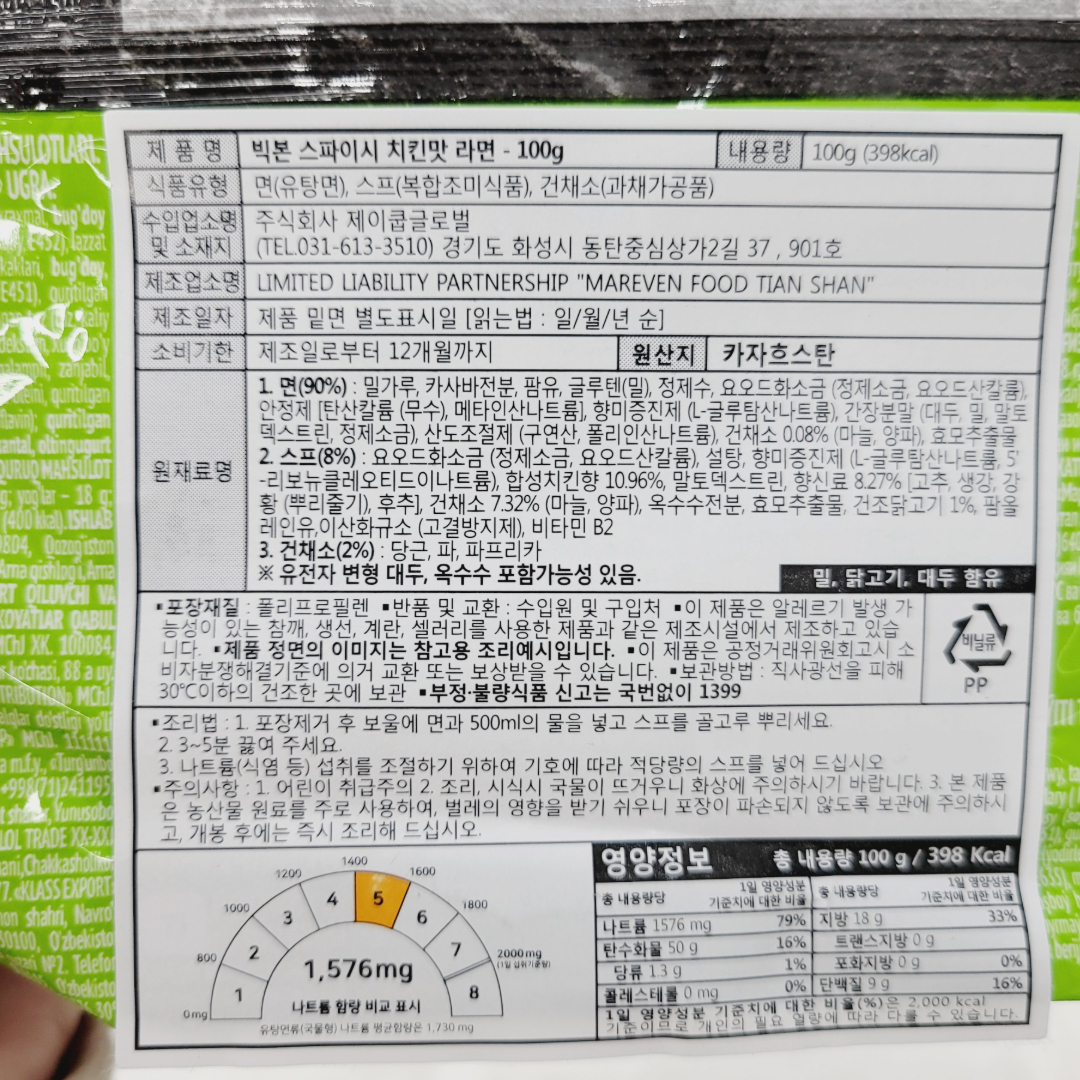 제 품 명 빅본 스파이시 치킨맛 라면 - 100g 내용량 100g (398kcal)
식품유형 면(유탕면), 스프(복합조미식품), 건채소(과채가공품)
수입업소명 주식회사 제이쿱글로벌
및 소재지 (TEL.031-613-3510) 경기도 화성시 동탄중심상가2길 37 , 901호
제조업소명 LIMITED LIABILITY PARTNERSHIP "MAREVEN FOOD TIAN SHAN"
제조일자 제품 밑면 별도표시일 [읽는법 : 일/월/년 순]
소비기한 제조일로부터 12개월까지 원산지 카자흐스탄
원재료명
1. 면(90%) : 밀가루, 카사바전분, 팜유, 글루텐(밀), 정제수, 요오드화소금 (정제소금, 요오드산칼륨),
안정제 [탄산칼륨 (무수), 메타인산나트륨], 향미증진제 (L-글루탐산나트륨), 간장분말 (대두, 밀, 말토
덱스트린, 정제소금), 산도조절제 (구연산, 폴리인산나트륨), 건채소 0.08% (마늘, 양파), 효모추출물
2. 스프(8%) : 요오드화소금 (정제소금, 요오드산칼륨), 설탕, 향미증진제 (L-글루탐산나트륨, 5'
-리보뉴클레오티드이나트륨), 합성치킨향 10.96%, 말토덱스트린, 향신료 8.27% [고추, 생강, 강
황 (뿌리줄기), 후추], 건채소 7.32% (마늘, 양파), 옥수수전분, 효모추출물, 건조닭고기 1%, 팜올
레인유,이산화규소 (고결방지제), 비타민 B2
3. 건채소(2%) : 당근, 파, 파프리카
※ 유전자 변형 대두, 옥수수 포함가능성 있음.
밀, 닭고기, 대두 함유
▪포장재질 : 폴리프로필렌 ▪반품 및 교환 : 수입원 및 구입처 ▪이 제품은 알레르기 발생 가
능성이 있는 참깨, 생선, 계란, 셀러리를 사용한 제품과 같은 제조시설에서 제조하고 있습
니다. ▪제품 정면의 이미지는 참고용 조리예시입니다. ▪이 제품은 공정거래위원회고시 소
비자분쟁해결기준에 의거 교환 또는 보상받을 수 있습니다. ▪보관방법 : 직사광선을 피해
30℃이하의 건조한 곳에 보관 ▪부정·불량식품 신고는 국번없이 1399
비닐류
PP
▪조리법 : 1. 포장제거 후 보울에 면과 500ml의 물을 넣고 스프를 골고루 뿌리세요.
2. 3~5분 끓여 주세요.
3. 나트륨(식염 등) 섭취를 조절하기 위하여 기호에 따라 적당량의 스프를 넣어 드십시오
▪주의사항 : 1. 어린이 취급주의 2. 조리, 시식시 국물이 뜨거우니 화상에 주의하시기 바랍니다. 3. 본 제품
은 농산물 원료를 주로 사용하여, 벌레의 영향을 받기 쉬우니 포장이 파손되지 않도록 보관에 주의하시
고, 개봉 후에는 즉시 조리해 드십시오.
0mg 800 1000 1200 1400 1600 1800 2000mg
(1일 섭취기준량)
1 2 3 4 5 6 7 8
1,576mg
나트륨 함량 비교 표시
유탕면류(국물형) 나트륨 평균함량은 1,730 mg
영양정보 총 내용량 100 g / 398 Kcal
총 내용량당 1일 영양성분 기준치에 대한 비율 총 내용량당 1일 영양성분 기준치에 대한 비율
나트륨 1576 mg 79% 지방 18 g 33%
탄수화물 50 g 16% 트랜스지방 0 g
당류 1.3 g 1% 포화지방 0 g 0%
콜레스테롤 0 mg 0% 단백질 9 g 16%
1일 영양성분 기준치에 대한 비율(%)은 2,000 kcal
기준이므로 개인의 필요 열량에 따라 다를 수 있습니다.